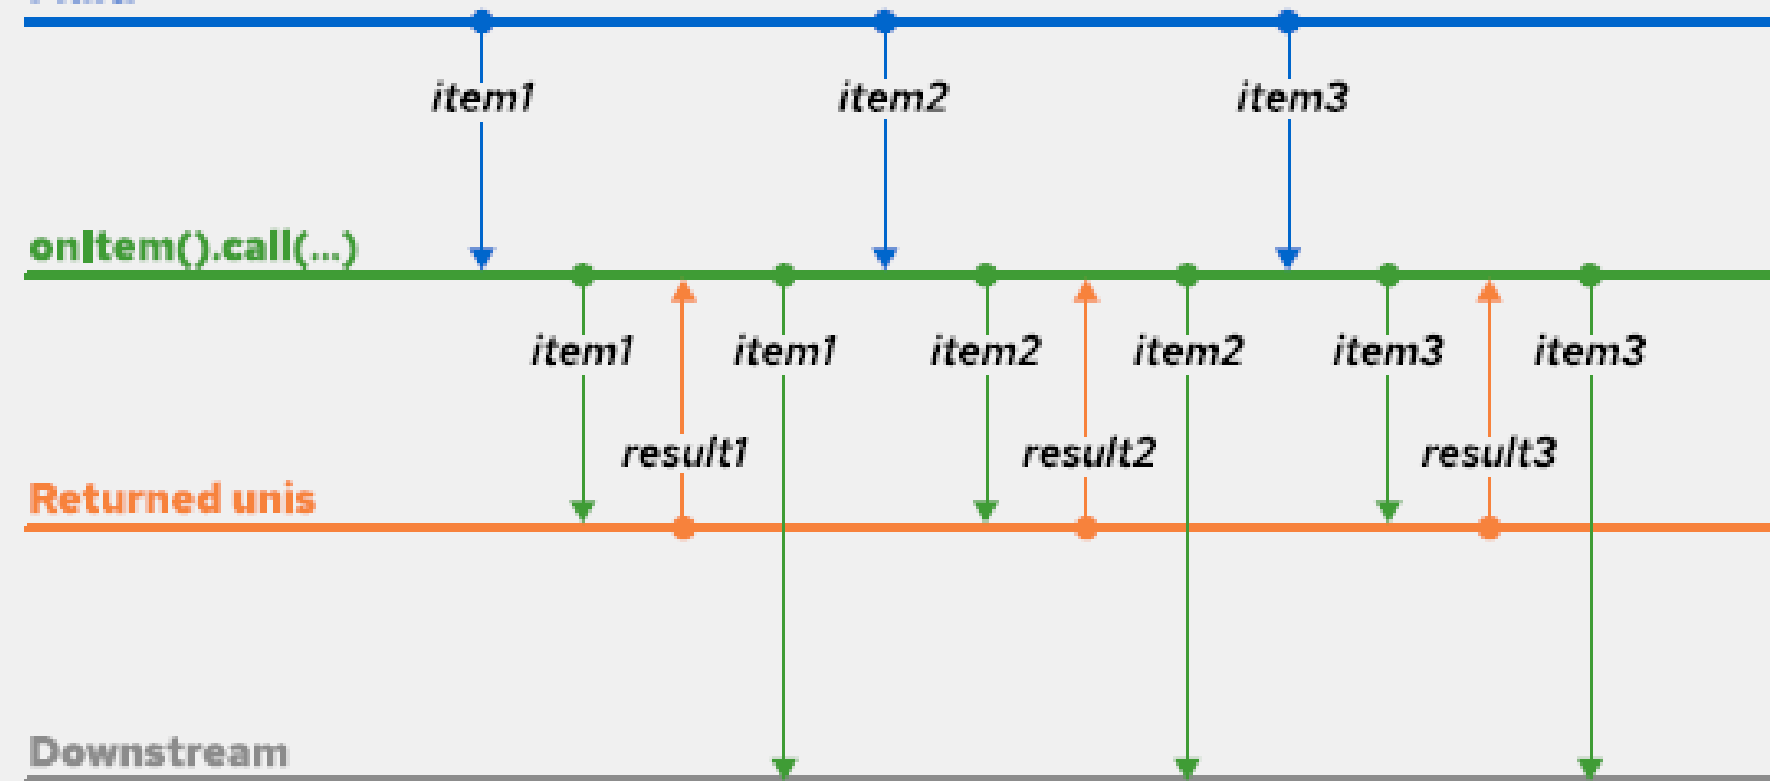 item1 item2 item3
onItem().call(...)
item1 item1 item2 item2 item3 item3
result1 result2 result3
Returned unis
Downstream